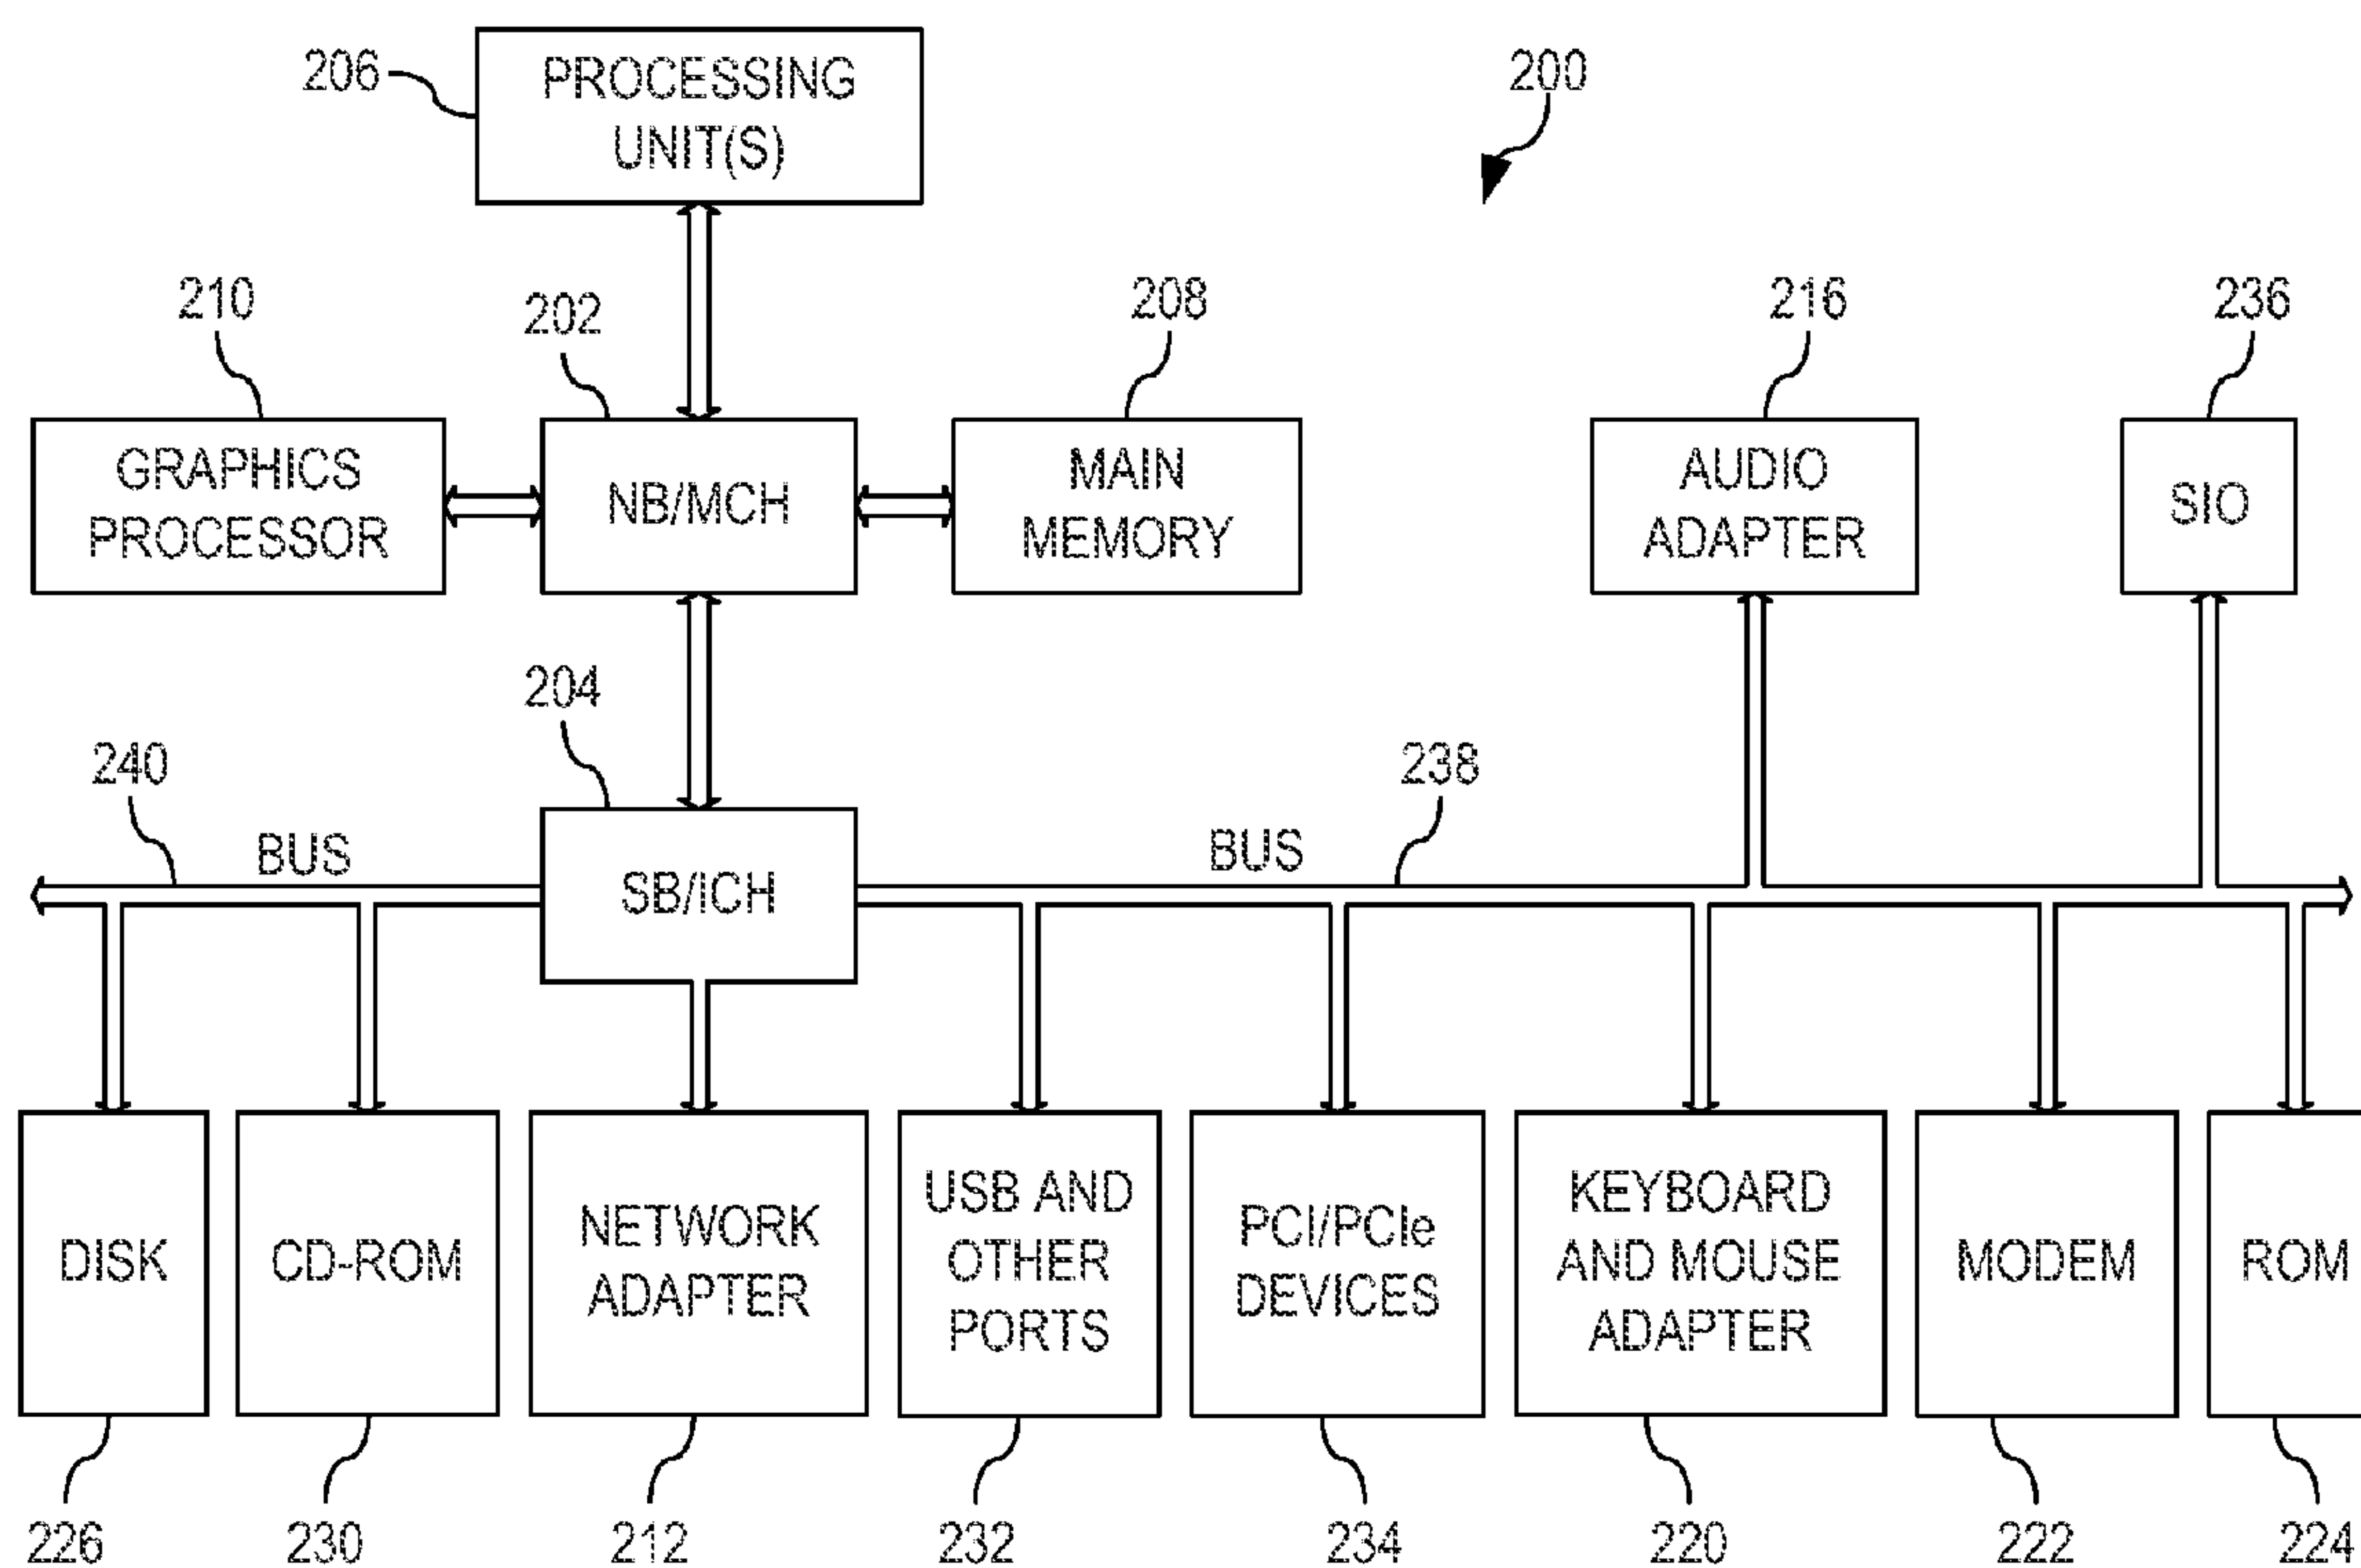 206
PROCESSING
UNIT(S)
200
210
202
208
216
236
GRAPHICS
PROCESSOR
NB/MCH
MAIN
MEMORY
AUDIO
ADAPTER
SIO
204
240
238
BUS
SB/ICH
BUS
DISK
CD-ROM
NETWORK
ADAPTER
USB AND
OTHER
PORTS
PCI/PCIe
DEVICES
KEYBOARD
AND MOUSE
ADAPTER
MODEM
ROM
226
230
212
232
234
220
222
224